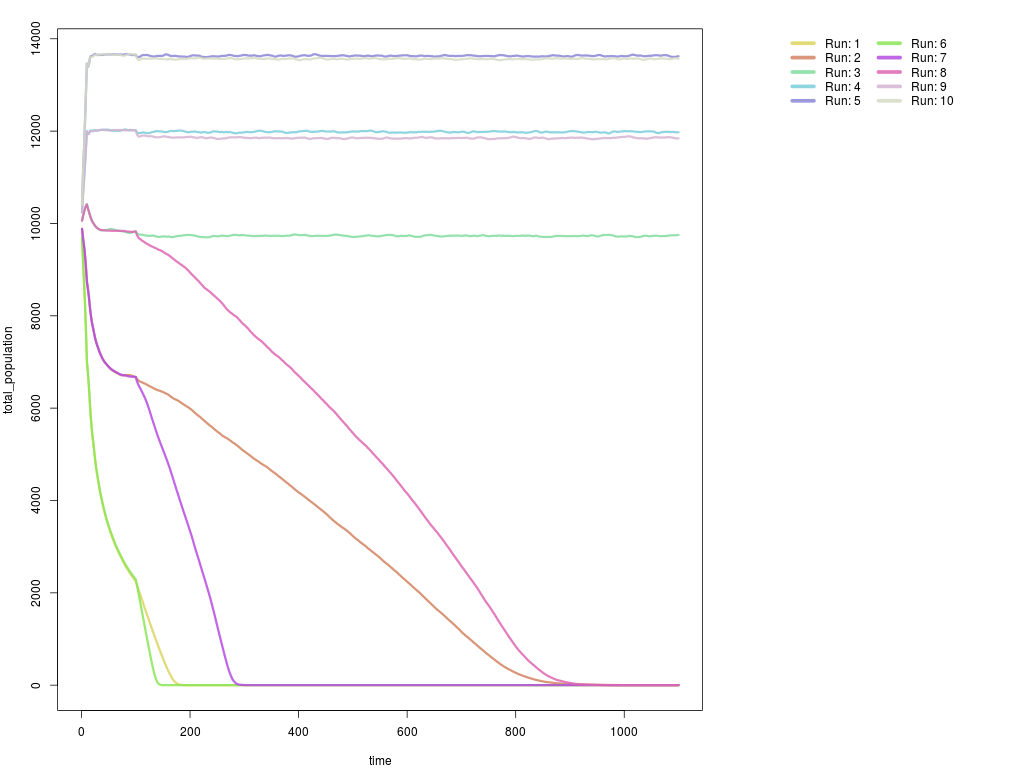 14000
12000
10000
8000
6000
4000
2000
0
total_population
0 200 400 600 800 1000
time
Run: 1 Run: 6
Run: 2 Run: 7
Run: 3 Run: 8
Run: 4 Run: 9
Run: 5 Run: 10